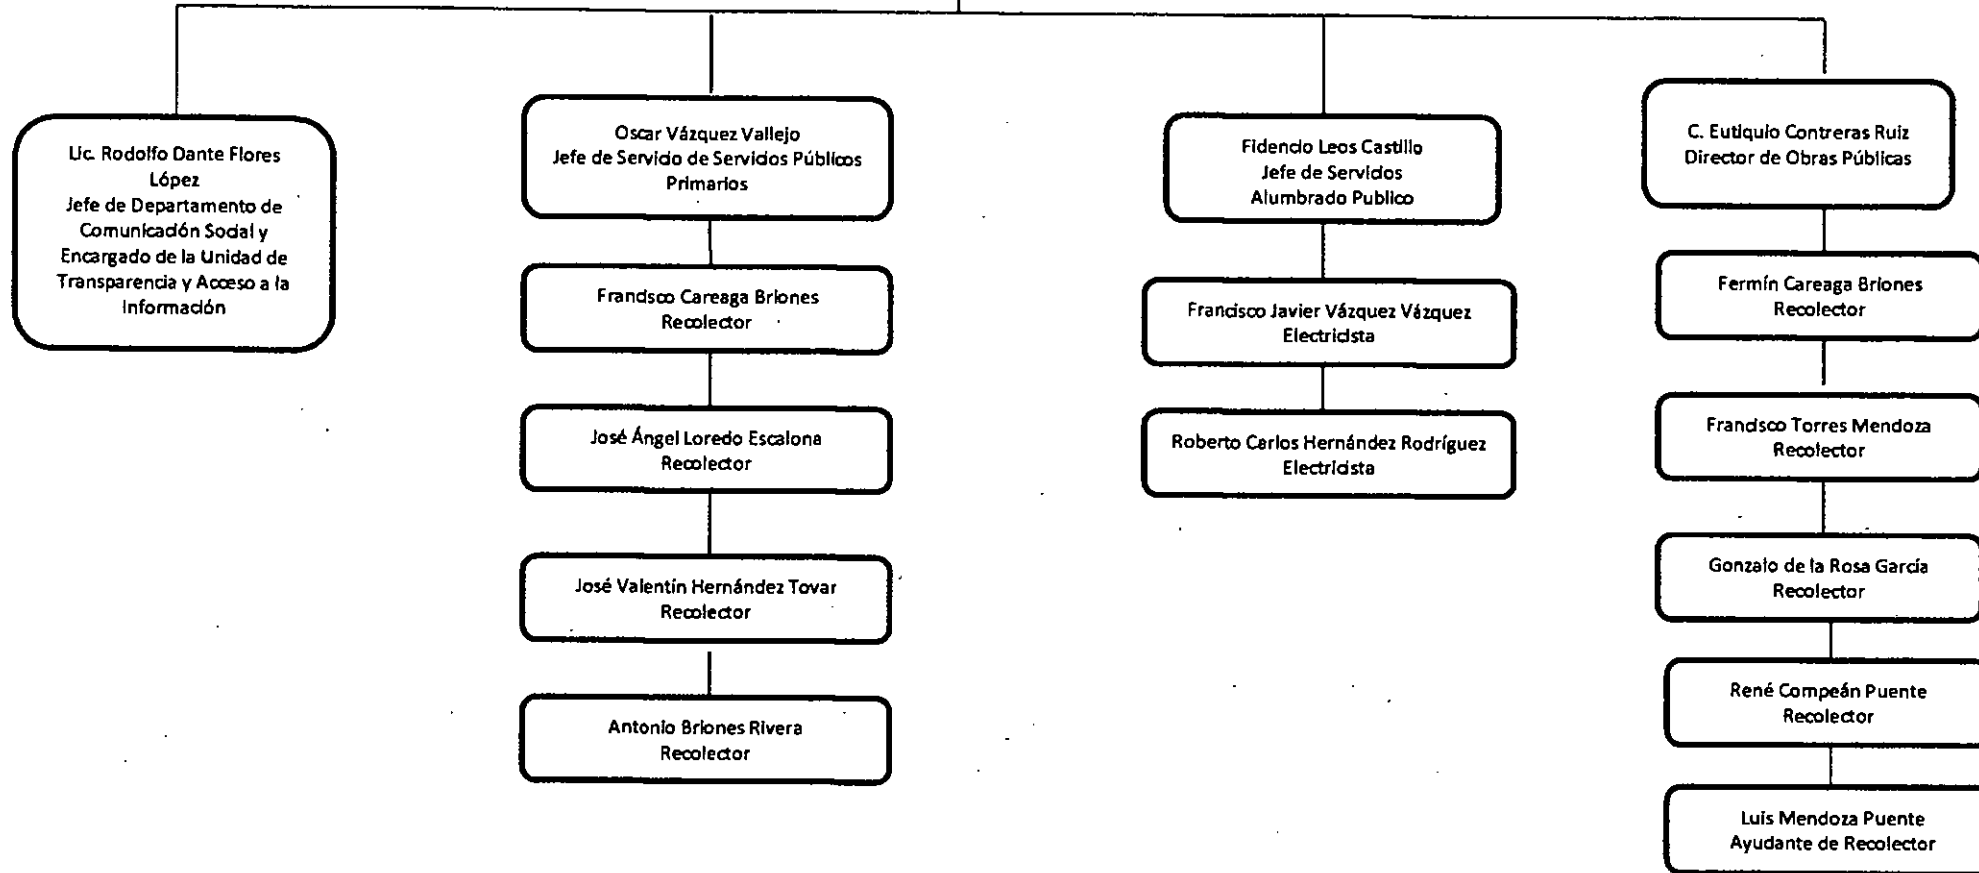 Lic. Rodolfo Dante Flores
López
Jefe de Departamento de
Comunicación Social y
Encargado de la Unidad de
Transparencia y Acceso a la
Información
Oscar Vázquez Vallejo
Jefe de Servicio de Servicios Públicos
Primarios
Francisco Careaga Briones
Recolector
José Ángel Loredo Escalona
Recolector
José Valentín Hernández Tovar
Recolector
Antonio Briones Rivera
Recolector
Fidencio Leos Castillo
Jefe de Servicios
Alumbrado Publico
Francisco Javier Vázquez Vázquez
Electricista
Roberto Carlos Hernández Rodríguez
Electricista
C. Eutiquio Contreras Ruiz
Director de Obras Públicas
Fermín Careaga Briones
Recolector
Francisco Torres Mendoza
Recolector
Gonzalo de la Rosa García
Recolector
René Compeán Puente
Recolector
Luis Mendoza Puente
Ayudante de Recolector